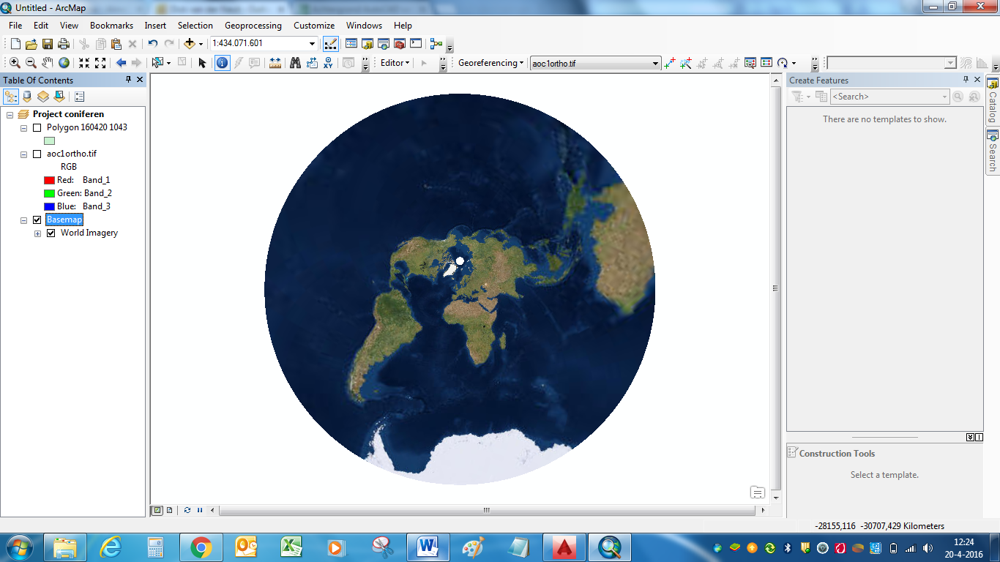 Untitled - ArcMap
File Edit View Bookmarks Insert Selection Geoprocessing Customize Windows Help
1:434.071.601
Editor Georeferencing aoc1ortho.tif
Table Of Contents
Project coniferen
Polygon 160420 1043
aoc1ortho.tif
RGB
Red: Band_1
Green: Band_2
Blue: Band_3
Basemap
World Imagery
Create Features
<Search>
There are no templates to show.
Construction Tools
Select a template.
Catalog
Search
-28155,116 -30707,429 Kilometers
12:24
20-4-2016